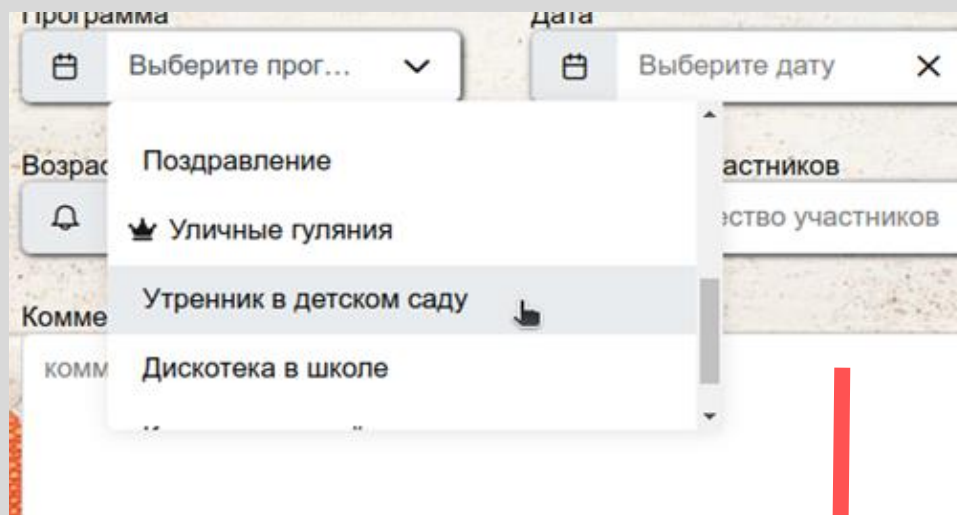 Программа
Дата
Выберите прог...
Выберите дату
Поздравление
Возрас
астников
Уличные гуляния
ество участников
Утренник в детском саду
Комме
Дискотека в школе
комм